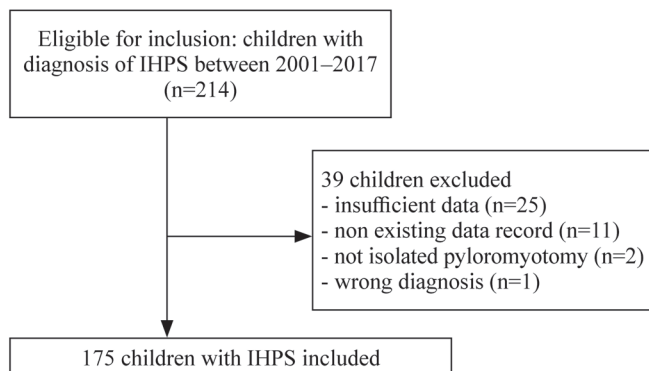 Eligible for inclusion: children with
diagnosis of IHPS between 2001–2017
(n=214)
39 children excluded
- insufficient data (n=25)
- non existing data record (n=11)
- not isolated pyloromyotomy (n=2)
- wrong diagnosis (n=1)
175 children with IHPS included